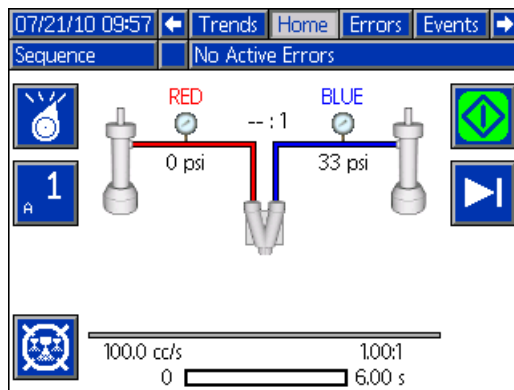 07/21/10 09:57 Trends Home Errors Events
Sequence No Active Errors
RED BLUE
-- : 1
0 psi 33 psi
1
A
100.0 cc/s 1.00:1
0 6.00 s